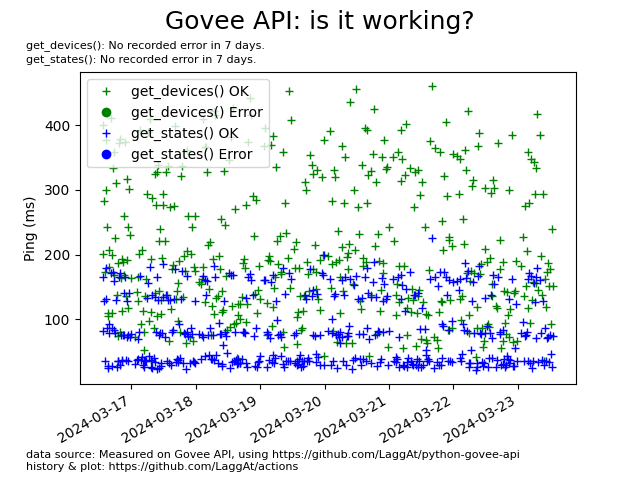 Govee API: is it working?
get_devices(): No recorded error in 7 days.
get_states(): No recorded error in 7 days.
get_devices() OK
get_devices() Error
get_states() OK
get_states() Error
Ping (ms)
400
300
200
100
2024-03-17
2024-03-18
2024-03-19
2024-03-20
2024-03-21
2024-03-22
2024-03-23
data source: Measured on Govee API, using https://github.com/LaggAt/python-govee-api
history & plot: https://github.com/LaggAt/actions